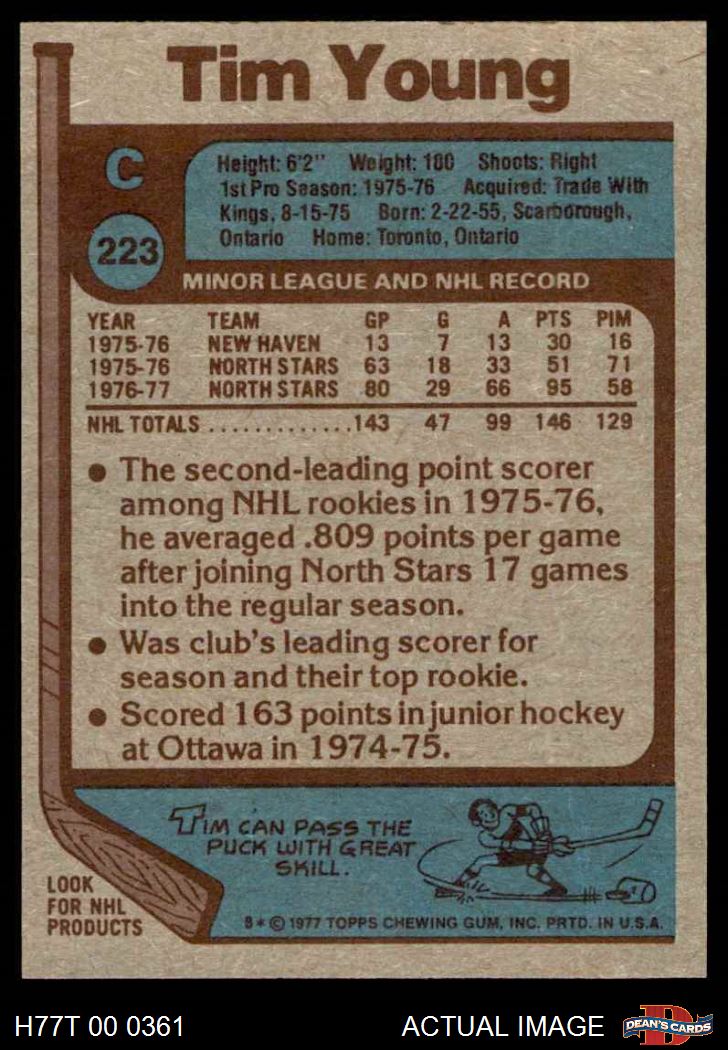 Tim Young
C
223
Height: 6'2" Weight: 180 Shoots: Right
1st Pro Season: 1975-76 Acquired: Trade With
Kings, 8-15-75 Born: 2-22-55, Scarborough,
Ontario Home: Toronto, Ontario
MINOR LEAGUE AND NHL RECORD
YEAR TEAM GP G A PTS PIM
1975-76 NEW HAVEN 13 7 13 30 16
1975-76 NORTH STARS 63 18 33 51 71
1976-77 NORTH STARS 80 29 66 95 58
NHL TOTALS .............143 47 99 146 129
● The second-leading point scorer
among NHL rookies in 1975-76,
he averaged .809 points per game
after joining North Stars 17 games
into the regular season.
● Was club's leading scorer for
season and their top rookie.
● Scored 163 points in junior hockey
at Ottawa in 1974-75.
TIM CAN PASS THE
PUCK WITH GREAT
SKILL.
LOOK
FOR NHL
PRODUCTS
B * © 1977 TOPPS CHEWING GUM, INC. PRTD. IN U.S.A.
H77T 00 0361 ACTUAL IMAGE D DEAN'S CARDS